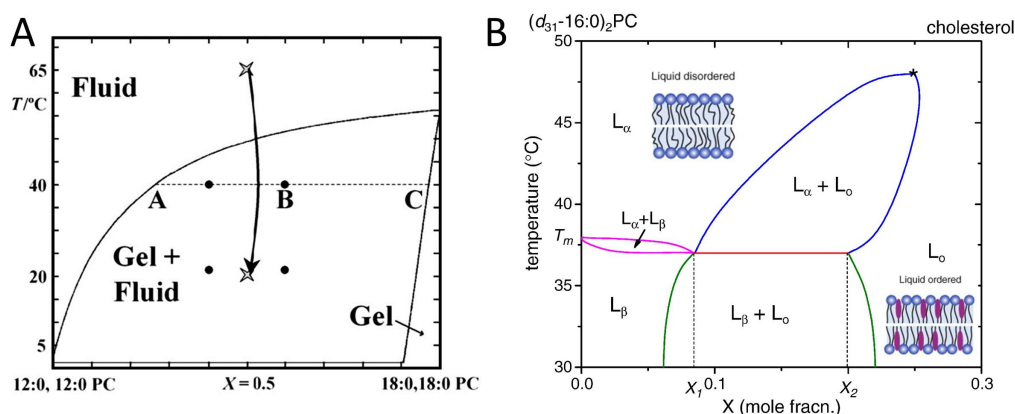 A
65
T/°C
40
20
5
Fluid
A
B
C
Gel +
Fluid
Gel
12:0, 12:0 PC
X = 0.5
18:0,18:0 PC
B
(d₃₁-16:0)₂PC
cholesterol
50
45
40
Tₘ
35
30
temperature (°C)
Liquid disordered
Lα
Lα + Lₒ
Lα+Lβ
Lₒ
Liquid ordered
Lβ
Lβ + Lₒ
0.0
X₁
0.1
X₂
0.3
X (mole fracn.)